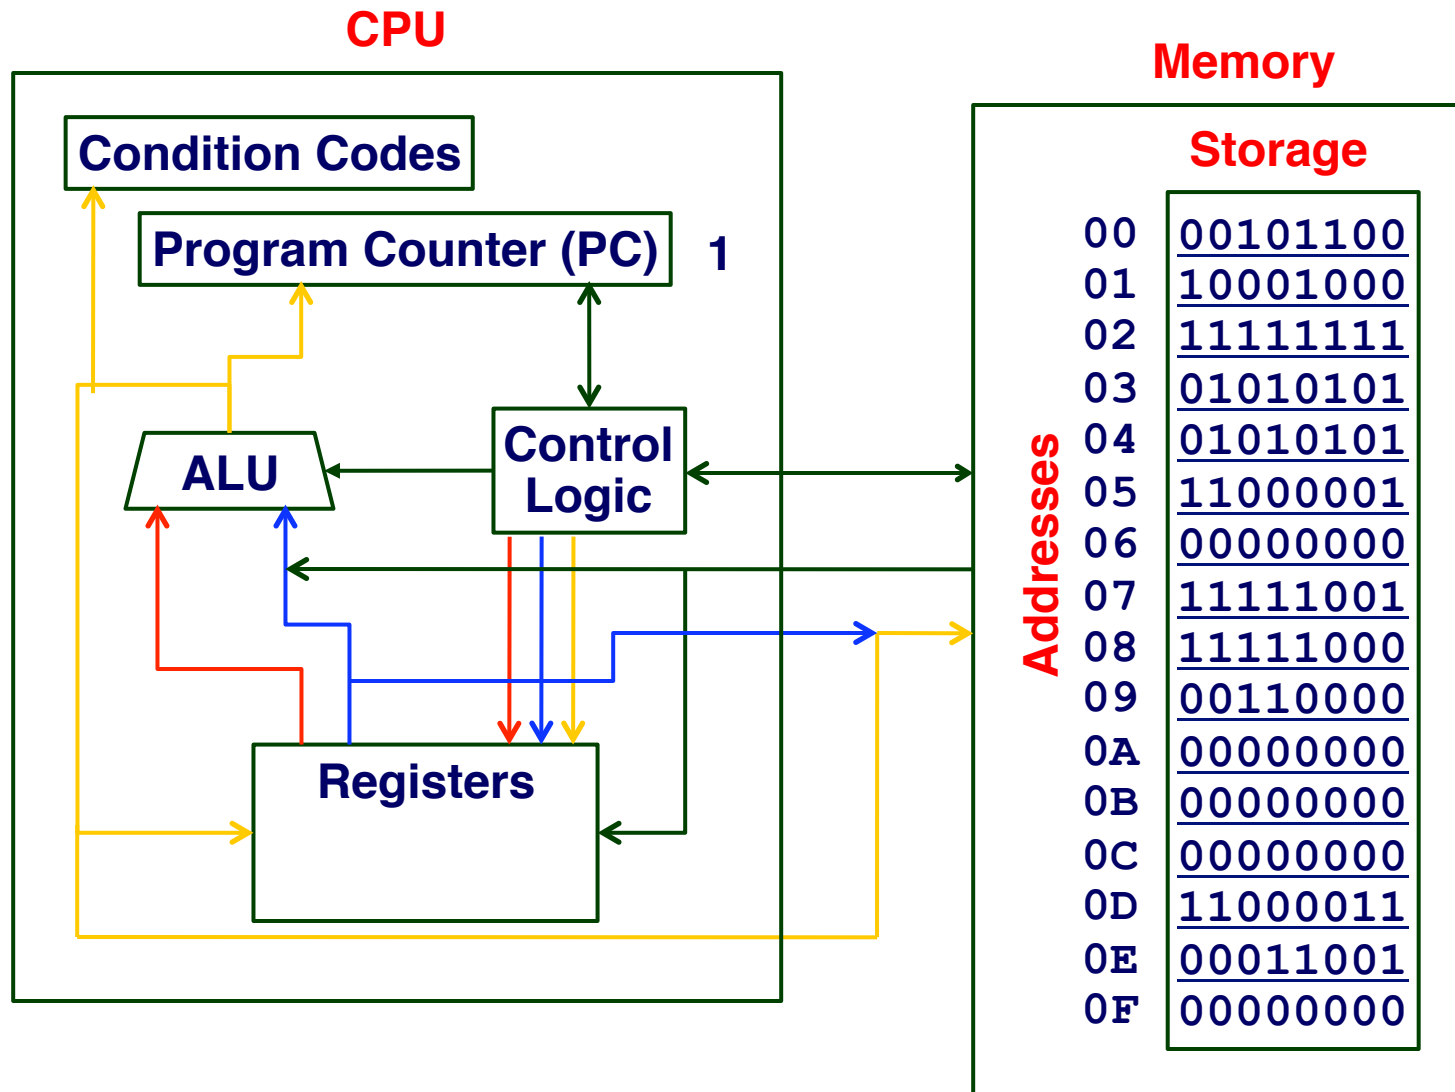 CPU
Condition Codes
Program Counter (PC) 1
ALU
Control
Logic
Registers
Memory
Storage
Addresses
00 00101100
01 10001000
02 11111111
03 01010101
04 01010101
05 11000001
06 00000000
07 11111001
08 11111000
09 00110000
0A 00000000
0B 00000000
0C 00000000
0D 11000011
0E 00011001
0F 00000000